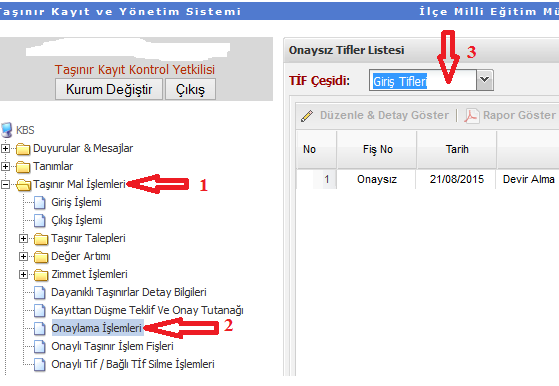 Taşınır Kayıt ve Yönetim Sistemi İlçe Milli Eğitim Mü
Taşınır Kayıt Kontrol Yetkilisi
Kurum Değiştir Çıkış
KBS
Duyurular & Mesajlar
Tanımlar
Taşınır Mal İşlemleri 1
Giriş İşlemi
Çıkış İşlemi
Taşınır Talepleri
Değer Artımı
Zimmet İşlemleri
Dayanıklı Taşınırlar Detay Bilgileri
Kayıttan Düşme Teklif Ve Onay Tutanağı
Onaylama İşlemleri 2
Onaylı Taşınır İşlem Fişleri
Onaylı Tif / Bağlı Tİf Silme İşlemleri
Onaysız Tifler Listesi
3
TİF Çeşidi: Giriş Tifleri
Düzenle & Detay Göster Rapor Göster
No Fiş No Tarih
1 Onaysız 21/08/2015 Devir Alma